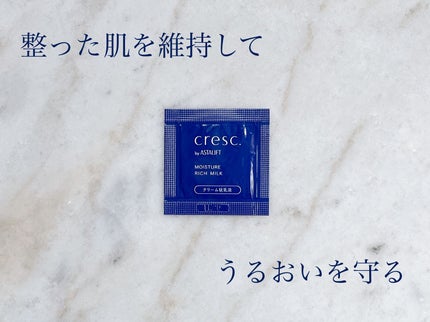 整った肌を維持して
cresc.
by ASTALIFT
MOISTURE
RICH MILK
クリーム状乳液
うるおいを守る